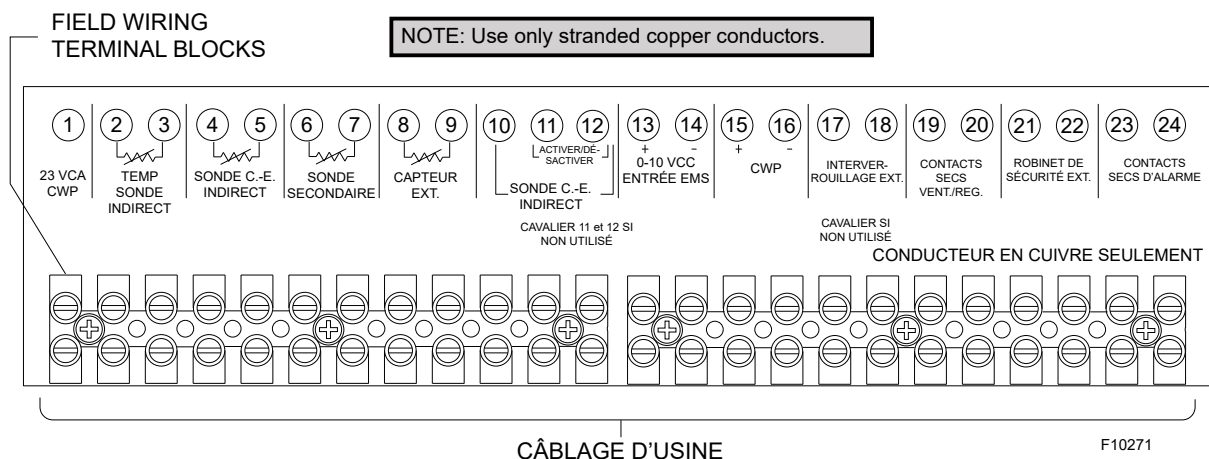 FIELD WIRING
TERMINAL BLOCKS
NOTE: Use only stranded copper conductors.
1 2 3 4 5 6 7 8 9 10 11 12 13 14 15 16 17 18 19 20 21 22 23 24
+ - + -
23 VCA
CWP
TEMP
SONDE
INDIRECT
SONDE C.-E.
INDIRECT
SONDE
SECONDAIRE
CAPTEUR
EXT.
ACTIVER/DÉ-
SACTIVER
SONDE C.-E.
INDIRECT
CAVALIER 11 et 12 SI
NON UTILISÉ
0-10 VCC
ENTRÉE EMS
CWP
INTERVER-
ROUILLAGE EXT.
CAVALIER SI
NON UTILISÉ
CONTACTS
SECS
VENT./REG.
ROBINET DE
SÉCURITÉ EXT.
CONTACTS
SECS D'ALARME
CONDUCTEUR EN CUIVRE SEULEMENT
CÂBLAGE D'USINE
F10271